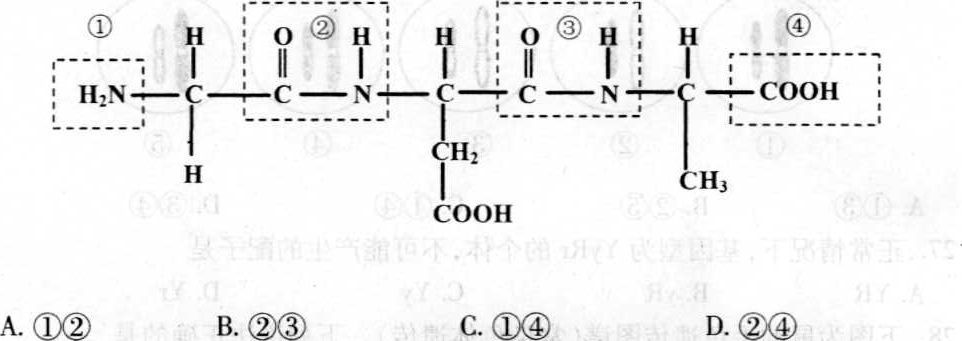 ① ② ③ ④
H O H H O H H
H₂N C C N C C N C COOH
H CH₂ CH₃
COOH
A. ①② B. ②③ C. ①④ D. ②④